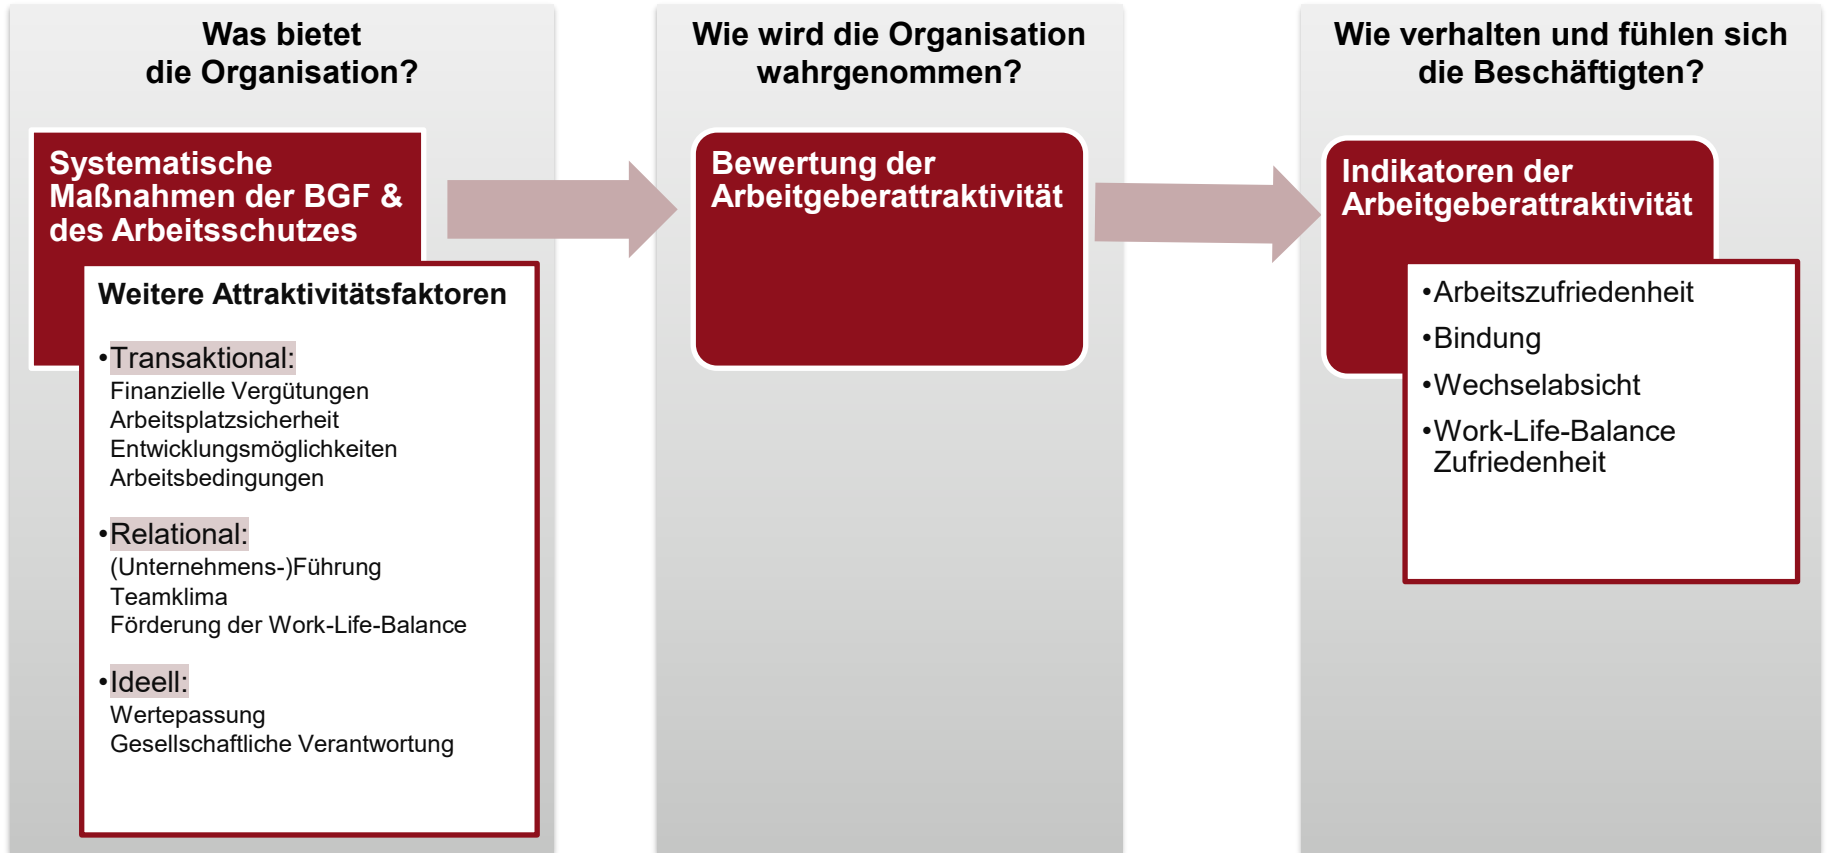 Was bietet
die Organisation?
Systematische
Maßnahmen der BGF &
des Arbeitsschutzes
Weitere Attraktivitätsfaktoren
•Transaktional:
Finanzielle Vergütungen
Arbeitsplatzsicherheit
Entwicklungsmöglichkeiten
Arbeitsbedingungen
•Relational:
(Unternehmens-)Führung
Teamklima
Förderung der Work-Life-Balance
•Ideell:
Wertepassung
Gesellschaftliche Verantwortung
Wie wird die Organisation
wahrgenommen?
Bewertung der
Arbeitgeberattraktivität
Wie verhalten und fühlen sich
die Beschäftigten?
Indikatoren der
Arbeitgeberattraktivität
•Arbeitszufriedenheit
•Bindung
•Wechselabsicht
•Work-Life-Balance
Zufriedenheit